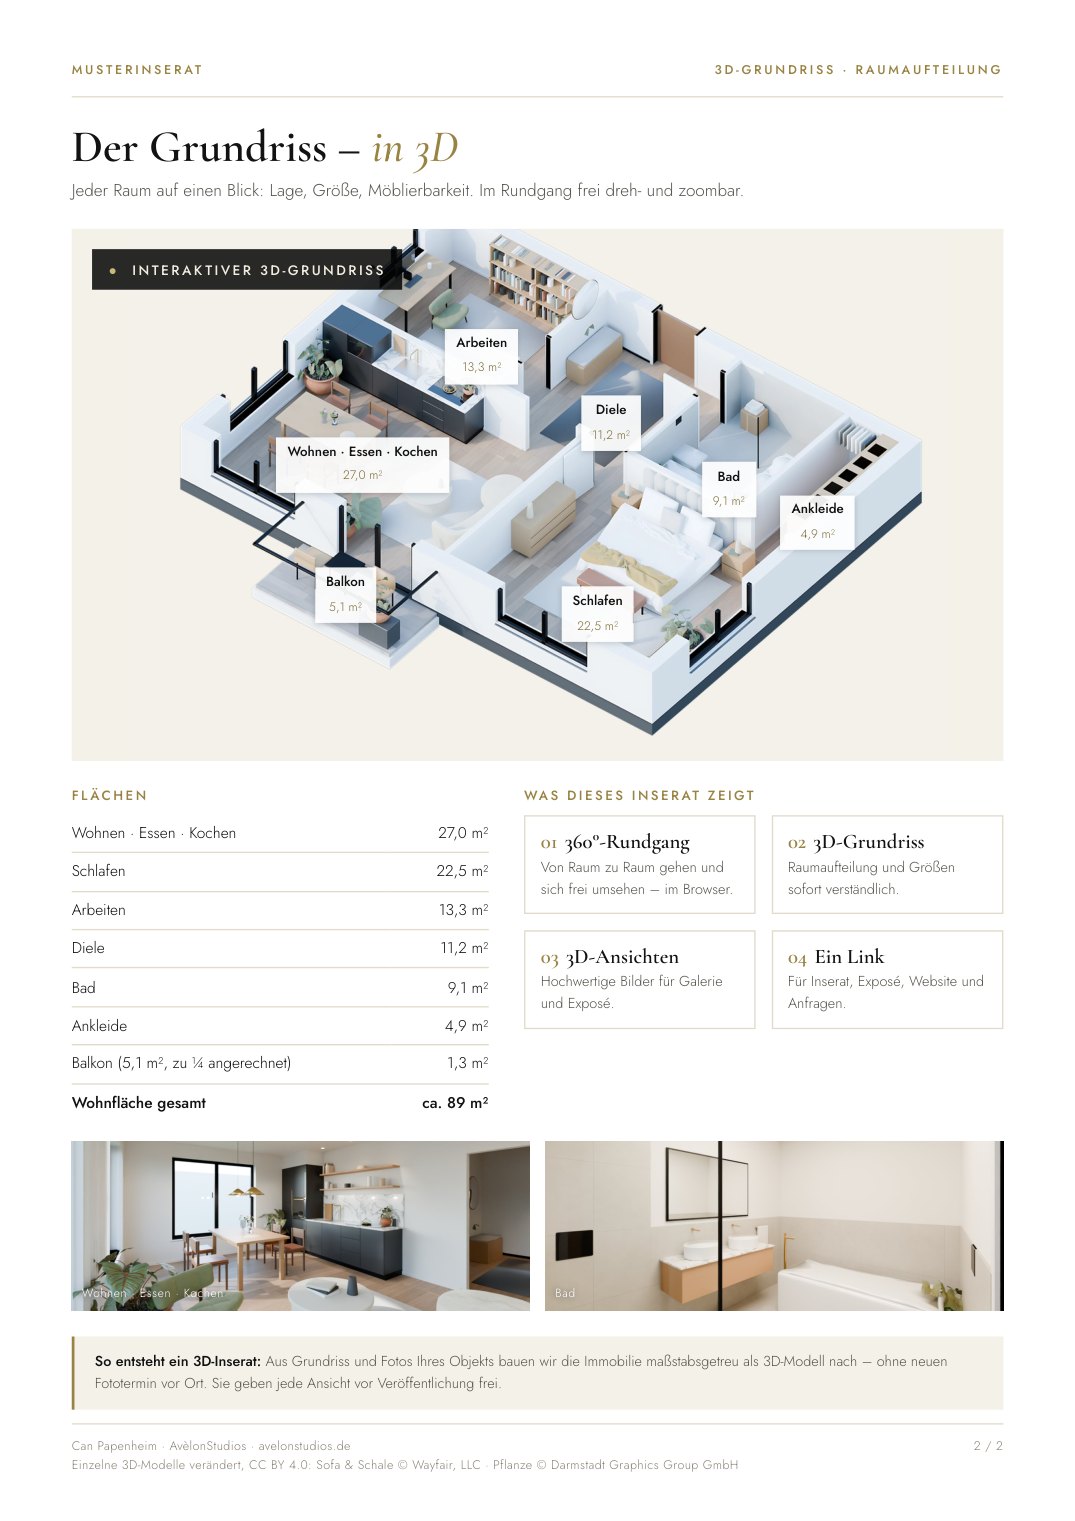 MUSTERINSERAT
3D-GRUNDRISS · RAUMAUFTEILUNG
Der Grundriss – in 3D
Jeder Raum auf einen Blick: Lage, Größe, Möblierbarkeit. Im Rundgang frei dreh- und zoombar.
• INTERAKTIVER 3D-GRUNDRISS
Arbeiten
13,3 m²
Diele
11,2 m²
Wohnen · Essen · Kochen
27,0 m²
Bad
9,1 m²
Ankleide
4,9 m²
Balkon
5,1 m²
Schlafen
22,5 m²
FLÄCHEN
Wohnen · Essen · Kochen 27,0 m²
Schlafen 22,5 m²
Arbeiten 13,3 m²
Diele 11,2 m²
Bad 9,1 m²
Ankleide 4,9 m²
Balkon (5,1 m², zu ¼ angerechnet) 1,3 m²
Wohnfläche gesamt ca. 89 m²
WAS DIESES INSERAT ZEIGT
01 360°-Rundgang
Von Raum zu Raum gehen und
sich frei umsehen – im Browser.
02 3D-Grundriss
Raumaufteilung und Größen
sofort verständlich.
03 3D-Ansichten
Hochwertige Bilder für Galerie
und Exposé.
04 Ein Link
Für Inserat, Exposé, Website und
Anfragen.
Wohnen · Essen · Kochen
Bad
So entsteht ein 3D-Inserat: Aus Grundriss und Fotos Ihres Objekts bauen wir die Immobilie maßstabsgetreu als 3D-Modell nach – ohne neuen
Fototermin vor Ort. Sie geben jede Ansicht vor Veröffentlichung frei.
Can Papenheim · AvèlonStudios · avelonstudios.de
2 / 2
Einzelne 3D-Modelle verändert, CC BY 4.0: Sofa & Schale © Wayfair, LLC · Pflanze © Darmstadt Graphics Group GmbH